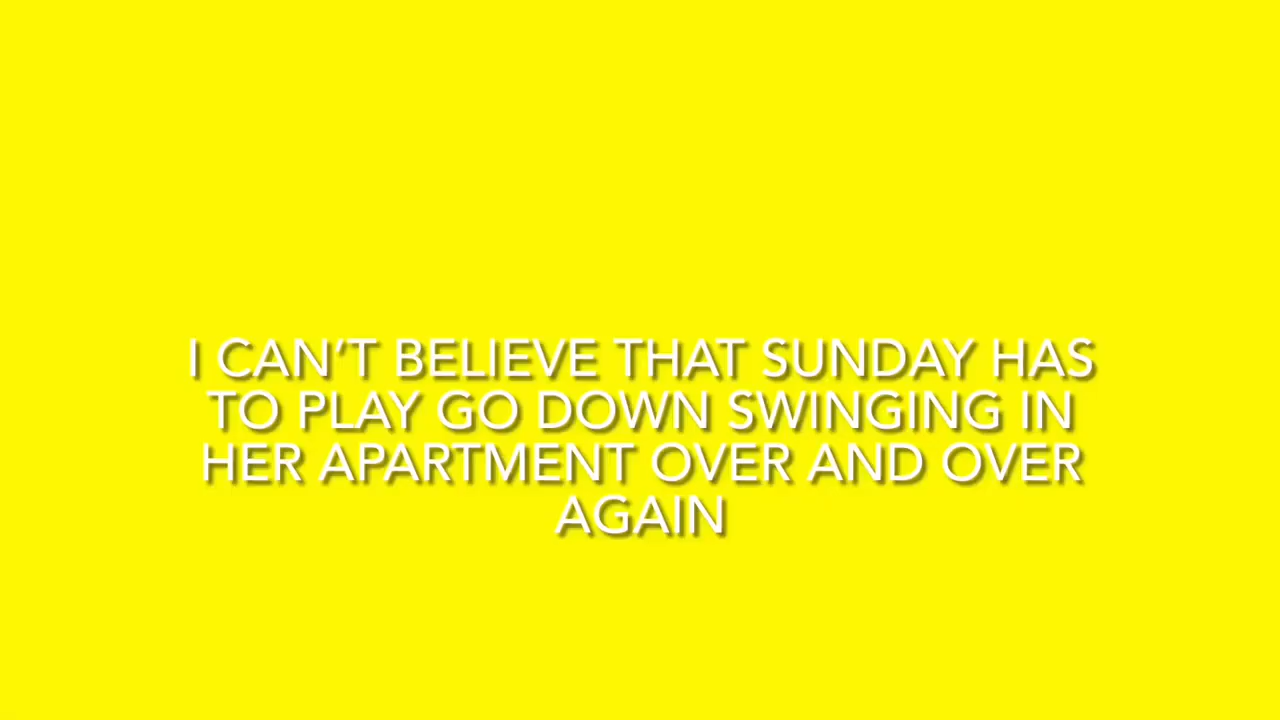 I CAN’T BELIEVE THAT SUNDAY HAS
TO PLAY GO DOWN SWINGING IN
HER APARTMENT OVER AND OVER
AGAIN